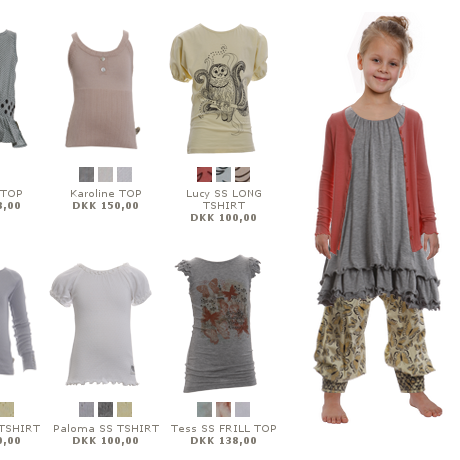 TOP
Karoline TOP
DKK 150,00
Lucy SS LONG
TSHIRT
DKK 100,00
TSHIRT
Paloma SS TSHIRT
DKK 100,00
Tess SS FRILL TOP
DKK 138,00